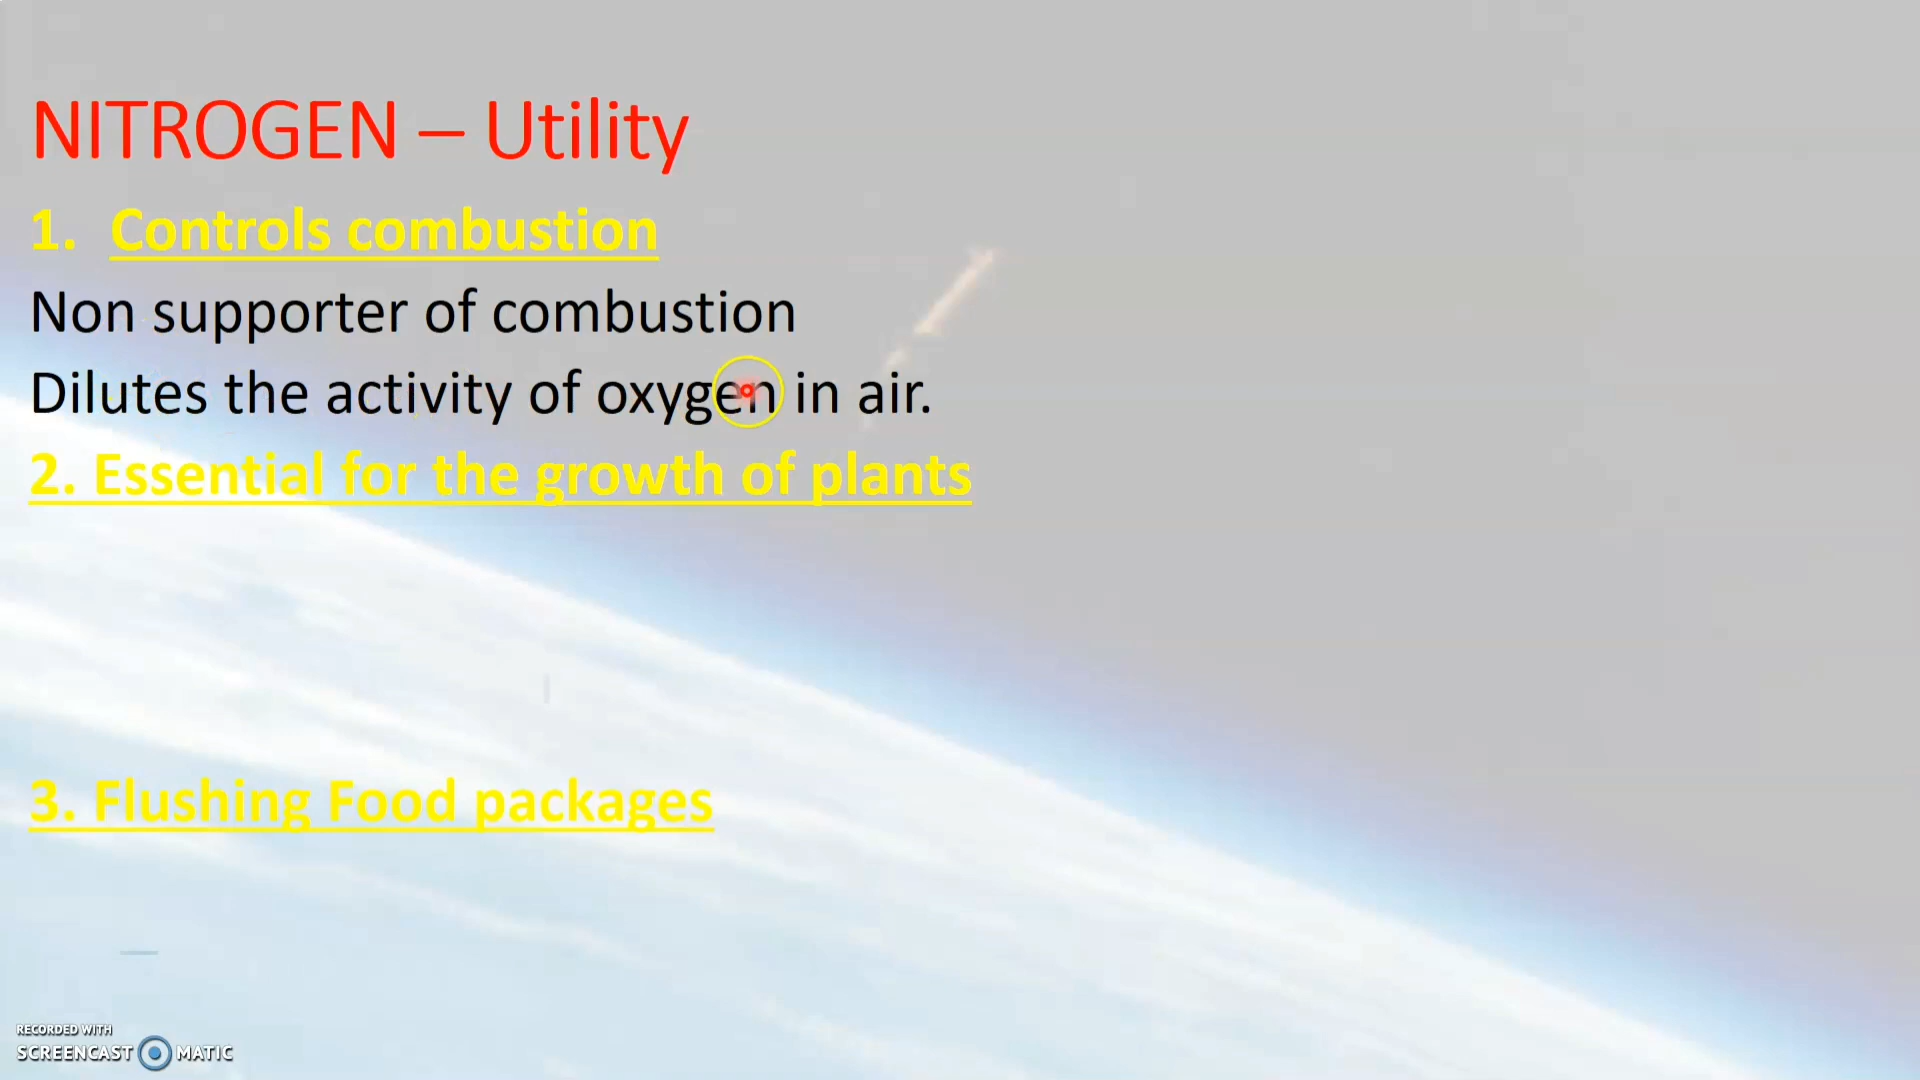 NITROGEN – Utility
1. Controls combustion
Non supporter of combustion
Dilutes the activity of oxygen in air.
2. Essential for the growth of plants
3. Flushing Food packages
RECORDED WITH
SCREENCAST MATIC